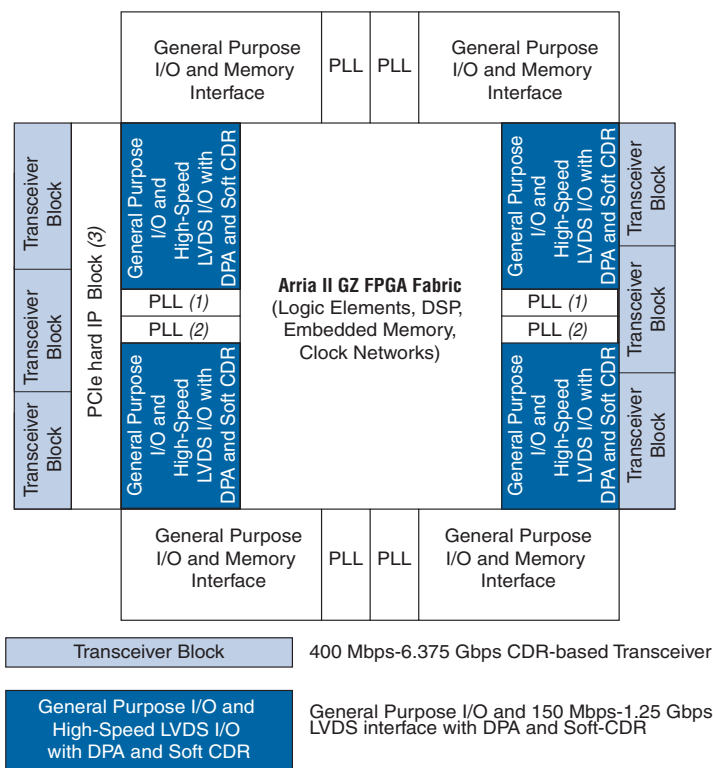 General Purpose
I/O and Memory
Interface
PLL
PLL
General Purpose
I/O and Memory
Interface
Transceiver
Block
Transceiver
Block
Transceiver
Block
PCIe hard IP Block (3)
General Purpose
I/O and
High-Speed
LVDS I/O with
DPA and Soft CDR
PLL (1)
PLL (2)
General Purpose
I/O and
High-Speed
LVDS I/O with
DPA and Soft CDR
Arria II GZ FPGA Fabric
(Logic Elements, DSP,
Embedded Memory,
Clock Networks)
General Purpose
I/O and
High-Speed
LVDS I/O with
DPA and Soft CDR
PLL (1)
PLL (2)
General Purpose
I/O and
High-Speed
LVDS I/O with
DPA and Soft CDR
Transceiver
Block
Transceiver
Block
Transceiver
Block
General Purpose
I/O and Memory
Interface
PLL
PLL
General Purpose
I/O and Memory
Interface
Transceiver Block
400 Mbps-6.375 Gbps CDR-based Transceiver
General Purpose I/O and
High-Speed LVDS I/O
with DPA and Soft CDR
General Purpose I/O and 150 Mbps-1.25 Gbps
LVDS interface with DPA and Soft-CDR